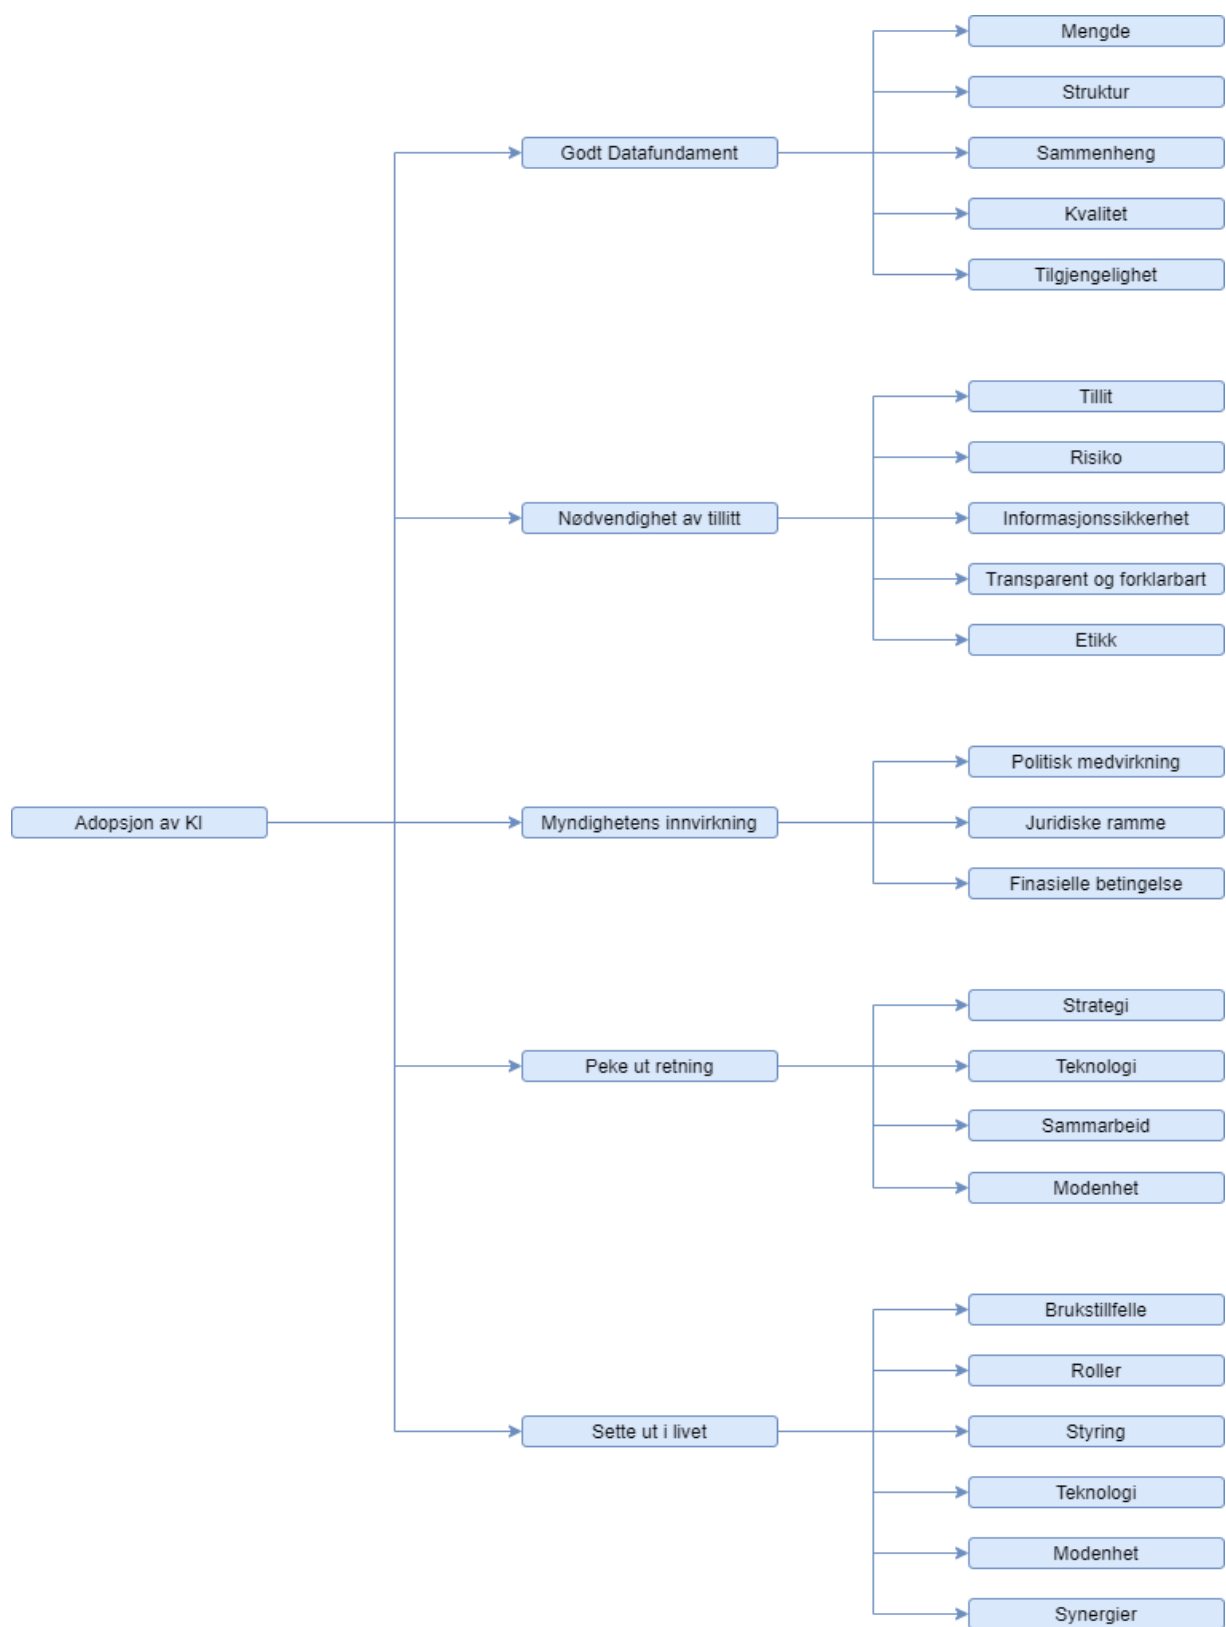 Adopsjon av KI
Godt Datafundament
Mengde
Struktur
Sammenheng
Kvalitet
Tilgjengelighet
Nødvendighet av tillitt
Tillit
Risiko
Informasjonssikkerhet
Transparent og forklarbart
Etikk
Myndighetens innvirkning
Politisk medvirkning
Juridiske ramme
Finasielle betingelse
Peke ut retning
Strategi
Teknologi
Sammarbeid
Modenhet
Sette ut i livet
Brukstillfelle
Roller
Styring
Teknologi
Modenhet
Synergier